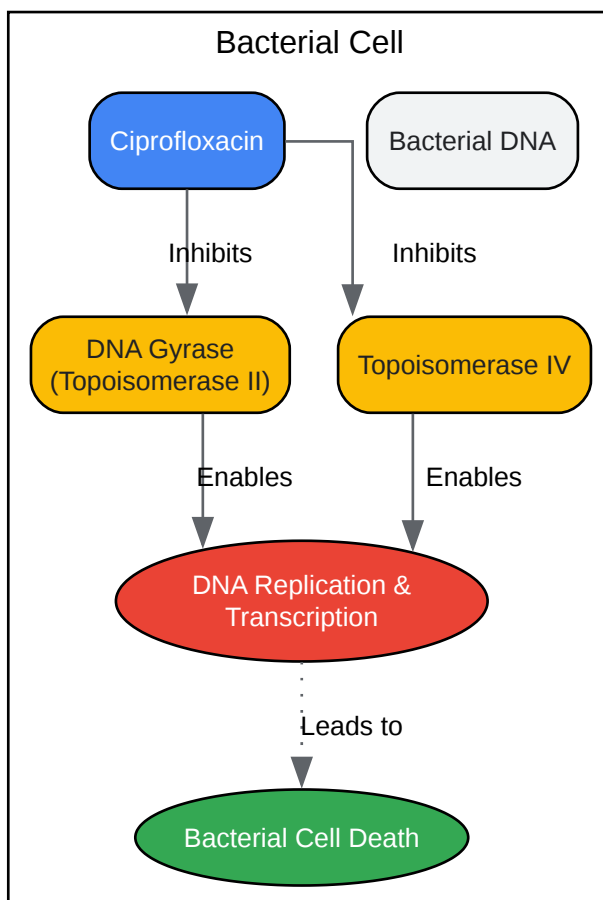 Bacterial Cell
Ciprofloxacin
Bacterial DNA
Inhibits
Inhibits
DNA Gyrase
(Topoisomerase II)
Topoisomerase IV
Enables
Enables
DNA Replication &
Transcription
Leads to
Bacterial Cell Death